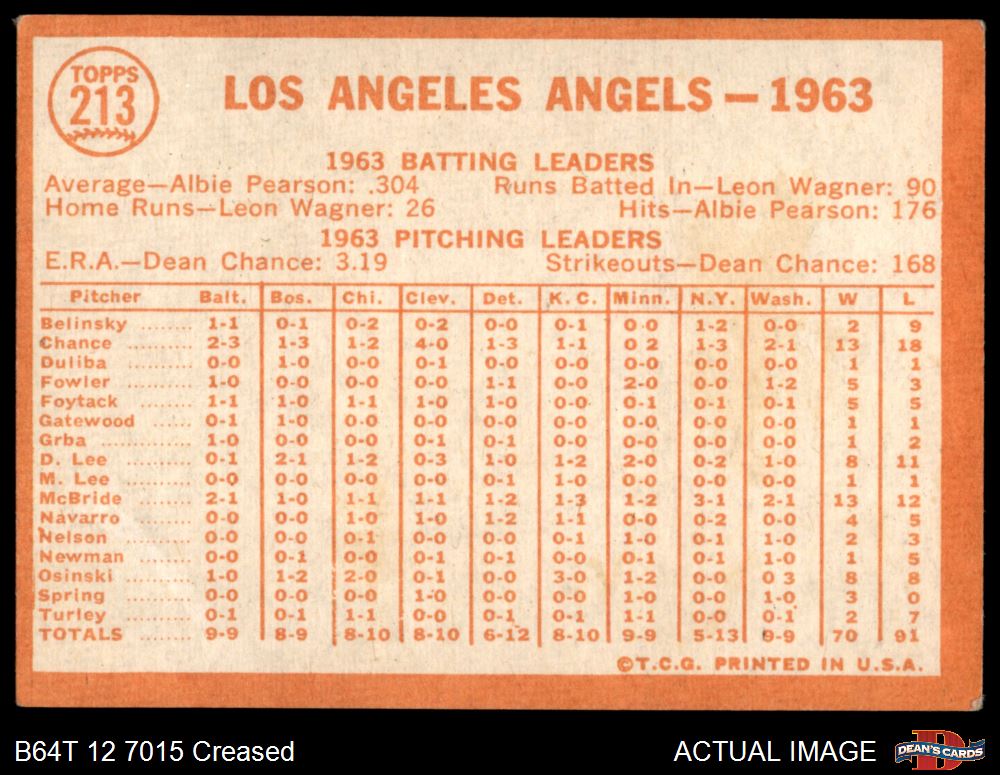 TOPPS
213
LOS ANGELES ANGELS — 1963
1963 BATTING LEADERS
Average—Albie Pearson: .304 Runs Batted In—Leon Wagner: 90
Home Runs—Leon Wagner: 26 Hits—Albie Pearson: 176
1963 PITCHING LEADERS
E.R.A.—Dean Chance: 3.19 Strikeouts—Dean Chance: 168
Pitcher Balt. Bos. Chi. Clev. Det. K. C. Minn. N.Y. Wash. W L
Belinsky ........ 1-1 0-1 0-2 0-2 0-0 0-1 0-0 1-2 0-0 2 9
Chance .......... 2-3 1-3 1-2 4-0 1-3 1-1 0 2 1-3 2-1 13 18
Duliba .......... 0-0 1-0 0-0 0-1 0-0 0-0 0-0 0-0 0-0 1 1
Fowler .......... 1-0 0-0 0-0 0-0 1-1 0-0 2-0 0-0 1-2 5 3
Foytack ........ 1-1 1-0 1-1 1-0 1-0 0-0 0-1 0-1 0-1 5 5
Gatewood ...... 0-1 1-0 0-0 0-0 0-0 0-0 0-0 0-0 0-0 1 1
Grba .............. 1-0 0-0 0-0 0-1 0-1 0-0 0-0 0-0 0-0 1 2
D. Lee .......... 0-1 2-1 1-2 0-3 1-0 1-2 2-0 0-2 1-0 8 11
M. Lee .......... 0-0 0-0 0-0 0-0 0-1 1-0 0-0 0-0 0-0 1 1
McBride ........ 2-1 1-0 1-1 1-1 1-2 1-3 1-2 3-1 2-1 13 12
Navarro ........ 0-0 0-0 1-0 1-0 1-2 1-1 0-0 0-2 0-0 4 5
Nelson .......... 0-0 0-0 0-1 0-0 0-0 0-0 1-0 0-1 1-0 2 3
Newman ........ 0-0 0-1 0-0 0-1 0-1 0-0 0-1 0-1 1-0 1 5
Osinski .......... 1-0 1-2 2-0 0-1 0-0 3-0 1-2 0-0 0 3 8 8
Spring .......... 0-0 0-0 0-0 1-0 0-0 0-0 1-0 0-0 1-0 3 0
Turley .......... 0-1 0-1 1-1 0-0 0-1 0-1 1-1 0-0 0-1 2 7
TOTALS ........ 9-9 8-9 8-10 8-10 6-12 8-10 9-9 5-13 9-9 70 91
©T.C.G. PRINTED IN U.S.A.
B64T 12 7015 Creased ACTUAL IMAGE
D
DEAN'S CARDS